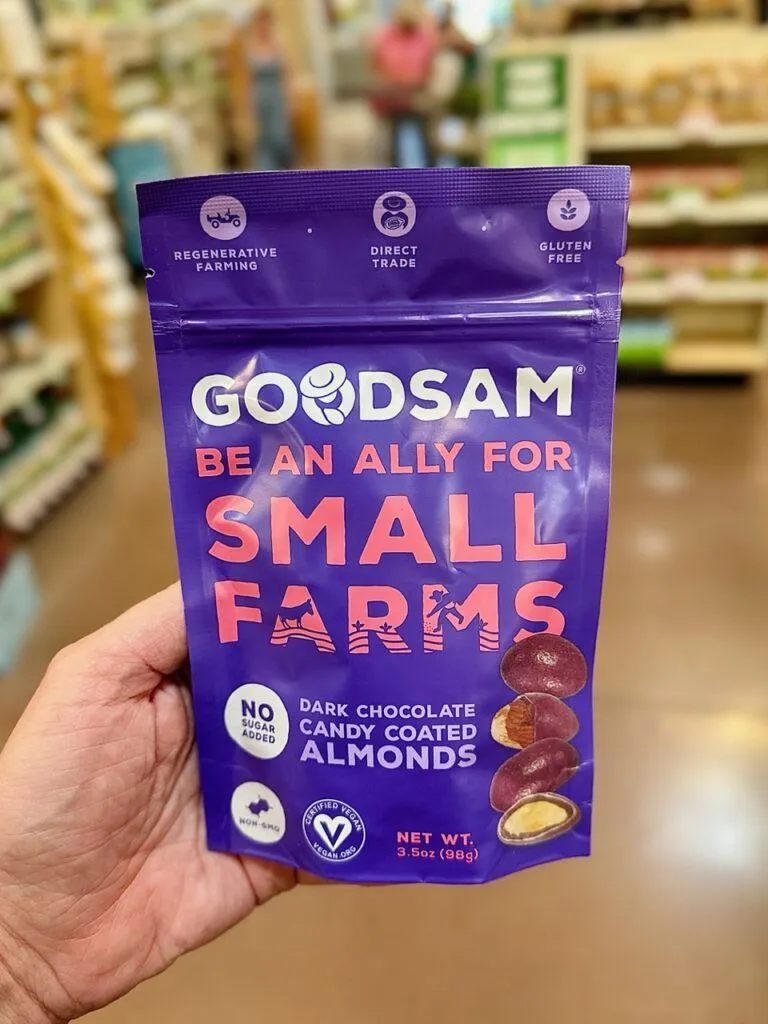 REGENERATIVE
FARMING
DIRECT
TRADE
GLUTEN
FREE
GOODSAM®
BE AN ALLY FOR
SMALL
FARMS
NO
SUGAR
ADDED
DARK CHOCOLATE
CANDY COATED
ALMONDS
NON-GMO
CERTIFIED VEGAN
V
VEGAN.ORG
NET WT.
3.5oz (98g)